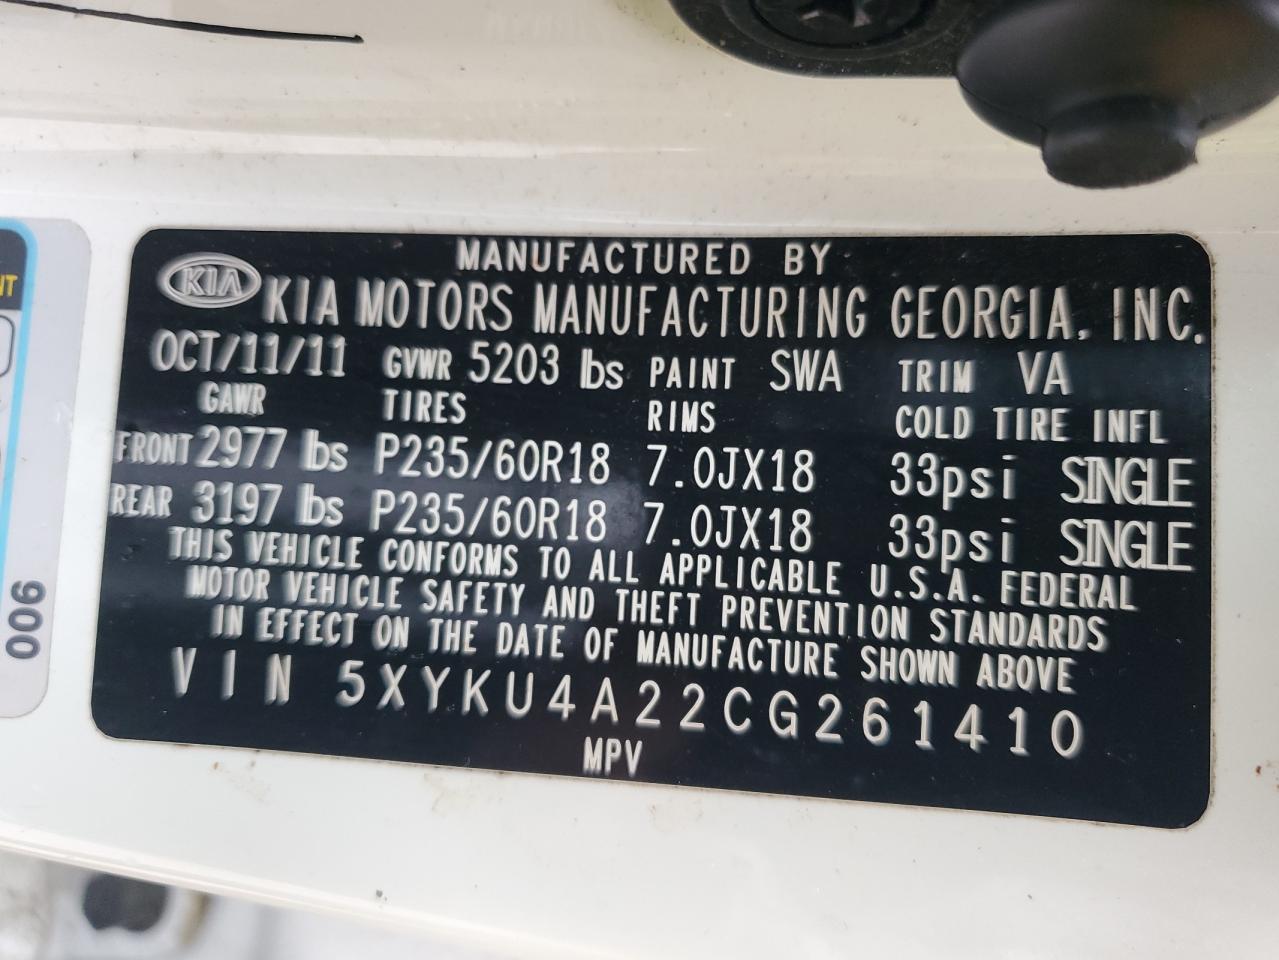 MANUFACTURED BY
KIA KIA MOTORS MANUFACTURING GEORGIA, INC.
OCT/11/11 GVWR 5203 lbs PAINT SWA TRIM VA
GAWR TIRES RIMS COLD TIRE INFL
FRONT 2977 lbs P235/60R18 7.0JX18 33psi SINGLE
REAR 3197 lbs P235/60R18 7.0JX18 33psi SINGLE
THIS VEHICLE CONFORMS TO ALL APPLICABLE U.S.A. FEDERAL
MOTOR VEHICLE SAFETY AND THEFT PREVENTION STANDARDS
IN EFFECT ON THE DATE OF MANUFACTURE SHOWN ABOVE
VIN 5XYKU4A22CG261410
MPV
006